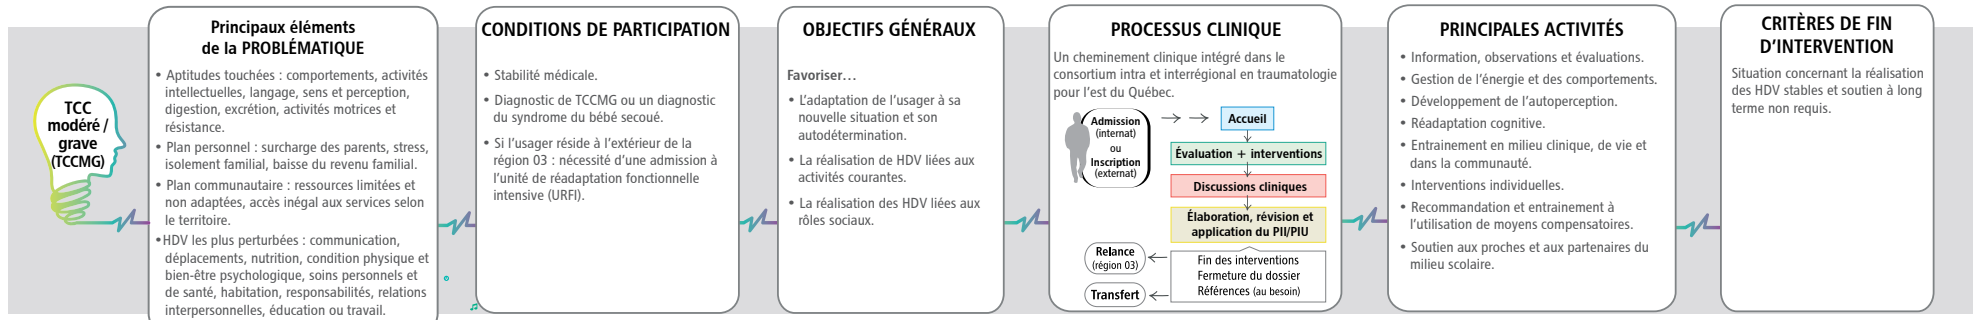 TCC
modéré /
grave
(TCCMG)
Principaux éléments
de la PROBLÉMATIQUE
• Aptitudes touchées : comportements, activités
intellectuelles, langage, sens et perception,
digestion, excrétion, activités motrices et
résistance.
• Plan personnel : surcharge des parents, stress,
isolement familial, baisse du revenu familial.
• Plan communautaire : ressources limitées et
non adaptées, accès inégal aux services selon
le territoire.
•HDV les plus perturbées : communication,
déplacements, nutrition, condition physique et
bien-être psychologique, soins personnels et
de santé, habitation, responsabilités, relations
interpersonnelles, éducation ou travail.
CONDITIONS DE PARTICIPATION
• Stabilité médicale.
• Diagnostic de TCCMG ou un diagnostic
du syndrome du bébé secoué.
• Si l'usager réside à l'extérieur de la
région 03 : nécessité d'une admission à
l'unité de réadaptation fonctionnelle
intensive (URFI).
OBJECTIFS GÉNÉRAUX
Favoriser…
• L'adaptation de l'usager à sa
nouvelle situation et son
autodétermination.
• La réalisation de HDV liées aux
activités courantes.
• La réalisation des HDV liées aux
rôles sociaux.
PROCESSUS CLINIQUE
Un cheminement clinique intégré dans le
consortium intra et interrégional en traumatologie
pour l'est du Québec.
Admission
(internat)
ou
Inscription
(externat)
Accueil
Évaluation + interventions
Discussions cliniques
Élaboration, révision et
application du PII/PIU
Relance
(région 03)
Transfert
Fin des interventions
Fermeture du dossier
Références (au besoin)
PRINCIPALES ACTIVITÉS
• Information, observations et évaluations.
• Gestion de l'énergie et des comportements.
• Développement de l'autoperception.
• Réadaptation cognitive.
• Entrainement en milieu clinique, de vie et
dans la communauté.
• Interventions individuelles.
• Recommandation et entrainement à
l'utilisation de moyens compensatoires.
• Soutien aux proches et aux partenaires du
milieu scolaire.
CRITÈRES DE FIN
D'INTERVENTION
Situation concernant la réalisation
des HDV stables et soutien à long
terme non requis.